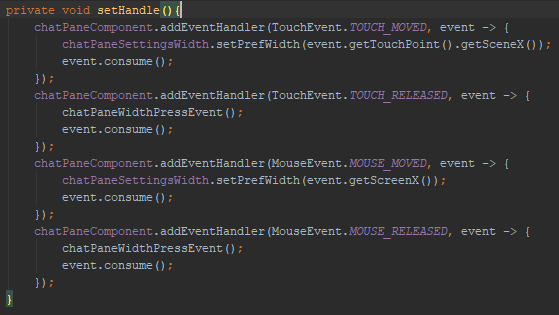 private void setHandle(){
    chatPaneComponent.addEventHandler(TouchEvent.TOUCH_MOVED, event -> {
        chatPaneSettingsWidth.setPrefWidth(event.getTouchPoint().getSceneX());
        event.consume();
    });
    chatPaneComponent.addEventHandler(TouchEvent.TOUCH_RELEASED, event -> {
        chatPaneWidthPressEvent();
        event.consume();
    });
    chatPaneComponent.addEventHandler(MouseEvent.MOUSE_MOVED, event -> {
        chatPaneSettingsWidth.setPrefWidth(event.getScreenX());
        event.consume();
    });
    chatPaneComponent.addEventHandler(MouseEvent.MOUSE_RELEASED, event -> {
        chatPaneWidthPressEvent();
        event.consume();
    });
}